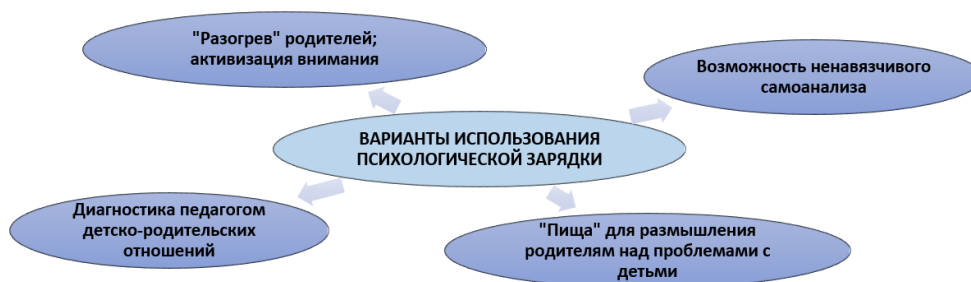 "Разогрев" родителей;
активизация внимания
Возможность ненавязчивого
самоанализа
ВАРИАНТЫ ИСПОЛЬЗОВАНИЯ
ПСИХОЛОГИЧЕСКОЙ ЗАРЯДКИ
Диагностика педагогом
детско-родительских
отношений
"Пища" для размышления
родителям над проблемами с
детьми